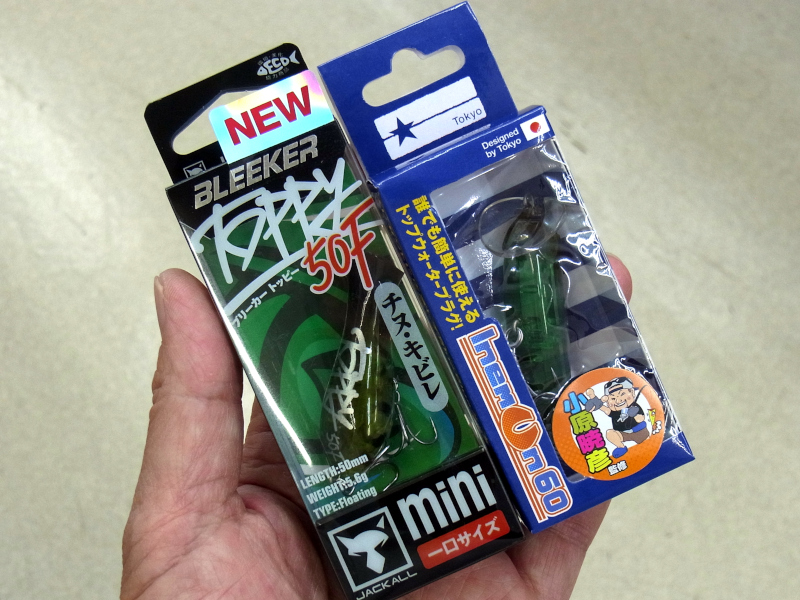 ECO
NEW
BLEEKER
TOPPY
50F
ブリーカー トッピー
チヌ・キビレ
LENGTH:50mm
WEIGHT:5.6g
TYPE:Floating
mini
一口サイズ
JACKALL
Tokyo
Designed
by Tokyo
誰でも簡単に使える
トップウォータープラグ!
小原暁彦
監修